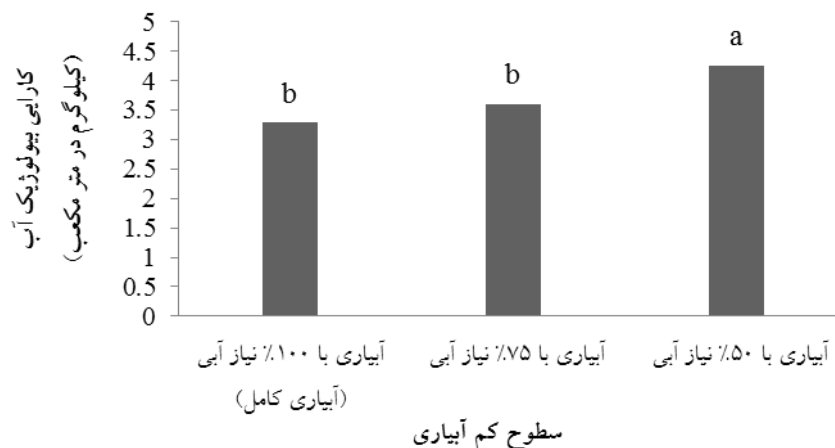 کارایی بیولوژیک آب
(کیلوگرم در متر مکعب)
5
4.5
4
3.5
3
2.5
2
1.5
1
0.5
0
b
b
a
آبیاری با ۱۰۰٪ نیاز آبی
(آبیاری کامل)
آبیاری با ۷۵٪ نیاز آبی
آبیاری با ۵۰٪ نیاز آبی
سطوح کم آبیاری